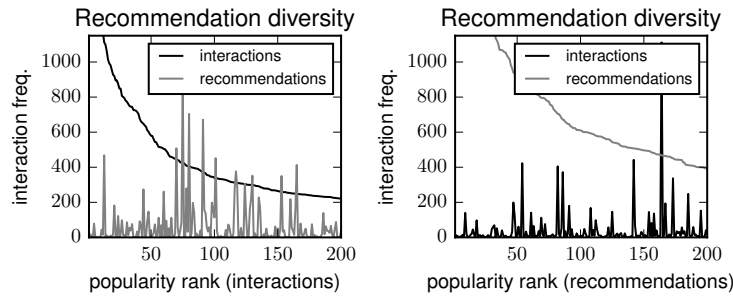 Recommendation diversity
interaction freq.
1000
800
600
400
200
0
interactions
recommendations
50
100
150
200
popularity rank (interactions)
Recommendation diversity
interaction freq.
1000
800
600
400
200
0
interactions
recommendations
50
100
150
200
popularity rank (recommendations)